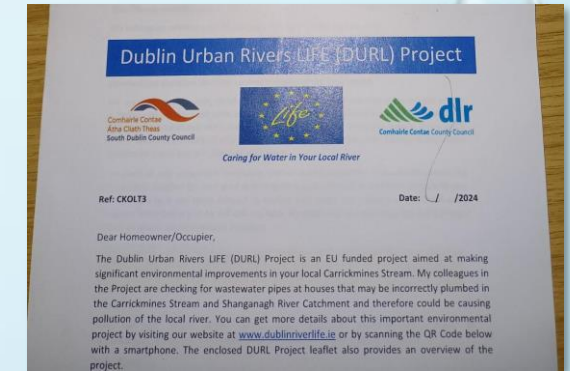 Dublin Urban Rivers LIFE (DURL) Project
Comhairle Contae
Átha Cliath Theas
South Dublin County Council
Life
dlr
Comhairle Contae County Council
Caring for Water in Your Local River
Ref: CKOLT3
Date: / /2024
Dear Homeowner/Occupier,
The Dublin Urban Rivers LIFE (DURL) Project is an EU funded project aimed at making
significant environmental improvements in your local Carrickmines Stream. My colleagues in
the Project are checking for wastewater pipes at houses that may be incorrectly plumbed in
the Carrickmines Stream and Shanganagh River Catchment and therefore could be causing
pollution of the local river. You can get more details about this important environmental
project by visiting our website at www.dublinriverlife.ie or by scanning the QR Code below
with a smartphone. The enclosed DURL Project leaflet also provides an overview of the
project.